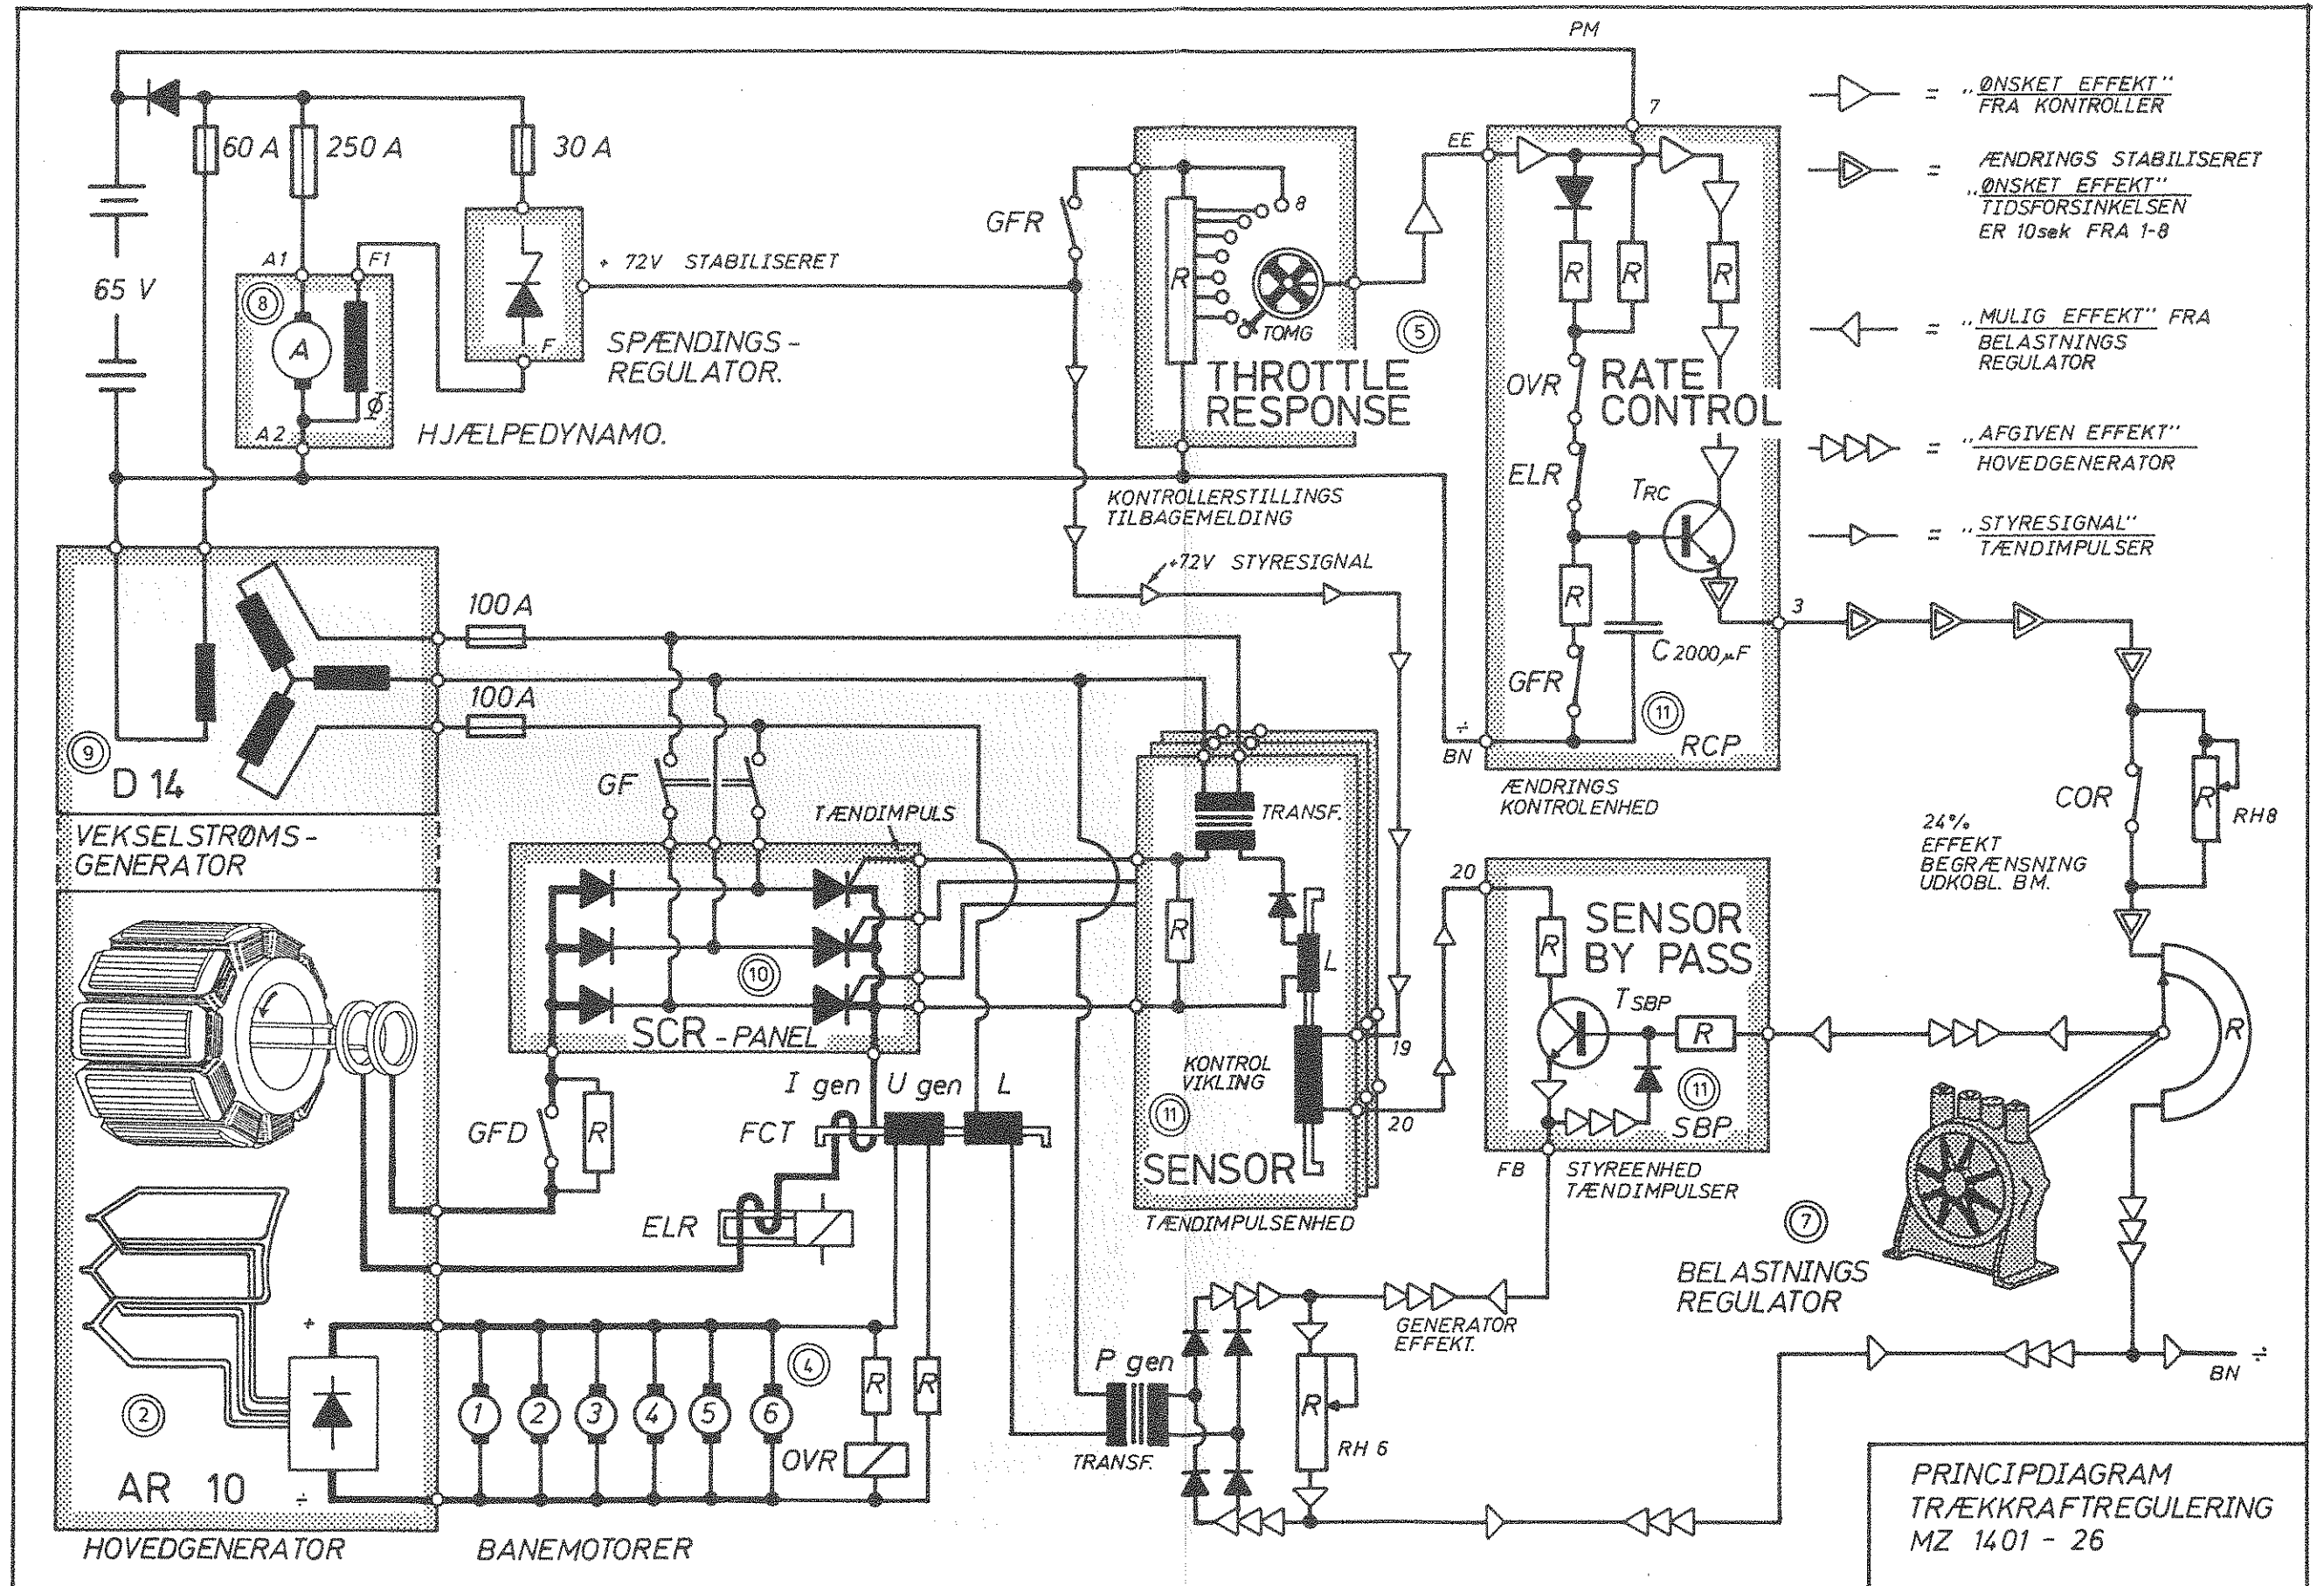 PM
„ØNSKET EFFEKT"
FRA KONTROLLER
=
ÆNDRINGS STABILISERET
„ØNSKET EFFEKT"
TIDSFORSINKELSEN
ER 10sek FRA 1-8
=
„MULIG EFFEKT" FRA
BELASTNINGS
REGULATOR
=
„AFGIVEN EFFEKT"
HOVEDGENERATOR
=
„STYRESIGNAL"
TÆNDIMPULSER
=
60 A
250 A
30 A
65 V
A1
F1
8
A
A2
Ø
HJÆLPEDYNAMO.
F
SPÆNDINGS-
REGULATOR.
+ 72V STABILISERET
GFR
R
8
TOMG
THROTTLE
RESPONSE
5
KONTROLLERSTILLINGS
TILBAGEMELDING
+72V STYRESIGNAL
EE
7
R
R
R
OVR
RATE
CONTROL
ELR
TRC
R
C 2000µF
GFR
11
RCP
3
÷
BN
ÆNDRINGS
KONTROLENHED
COR
R
RH8
24%
EFFEKT
BEGRÆNSNING
UDKOBL. BM.
9
D 14
VEKSELSTRØMS-
GENERATOR
100 A
100 A
GF
TÆNDIMPULS
10
SCR - PANEL
TRANSF.
R
L
KONTROL
VIKLING
11
SENSOR
TÆNDIMPULSENHED
19
20
20
R
SENSOR
BY PASS
TSBP
R
11
SBP
FB
STYREENHED
TÆNDIMPULSER
R
7
BELASTNINGS
REGULATOR
I gen
U gen
L
GFD
R
FCT
ELR
+
2
AR 10
÷
HOVEDGENERATOR
1
2
3
4
5
6
4
R
R
OVR
BANEMOTORER
P gen
TRANSF.
R
RH 6
GENERATOR
EFFEKT.
BN
÷
PRINCIPDIAGRAM
TRÆKKRAFTREGULERING
MZ 1401 - 26